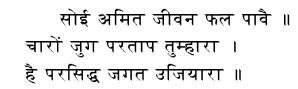 सोई अमित जीवन फल पावै ॥
चारों जुग परताप तुम्हारा ।
है परसिद्ध जगत उजियारा ॥